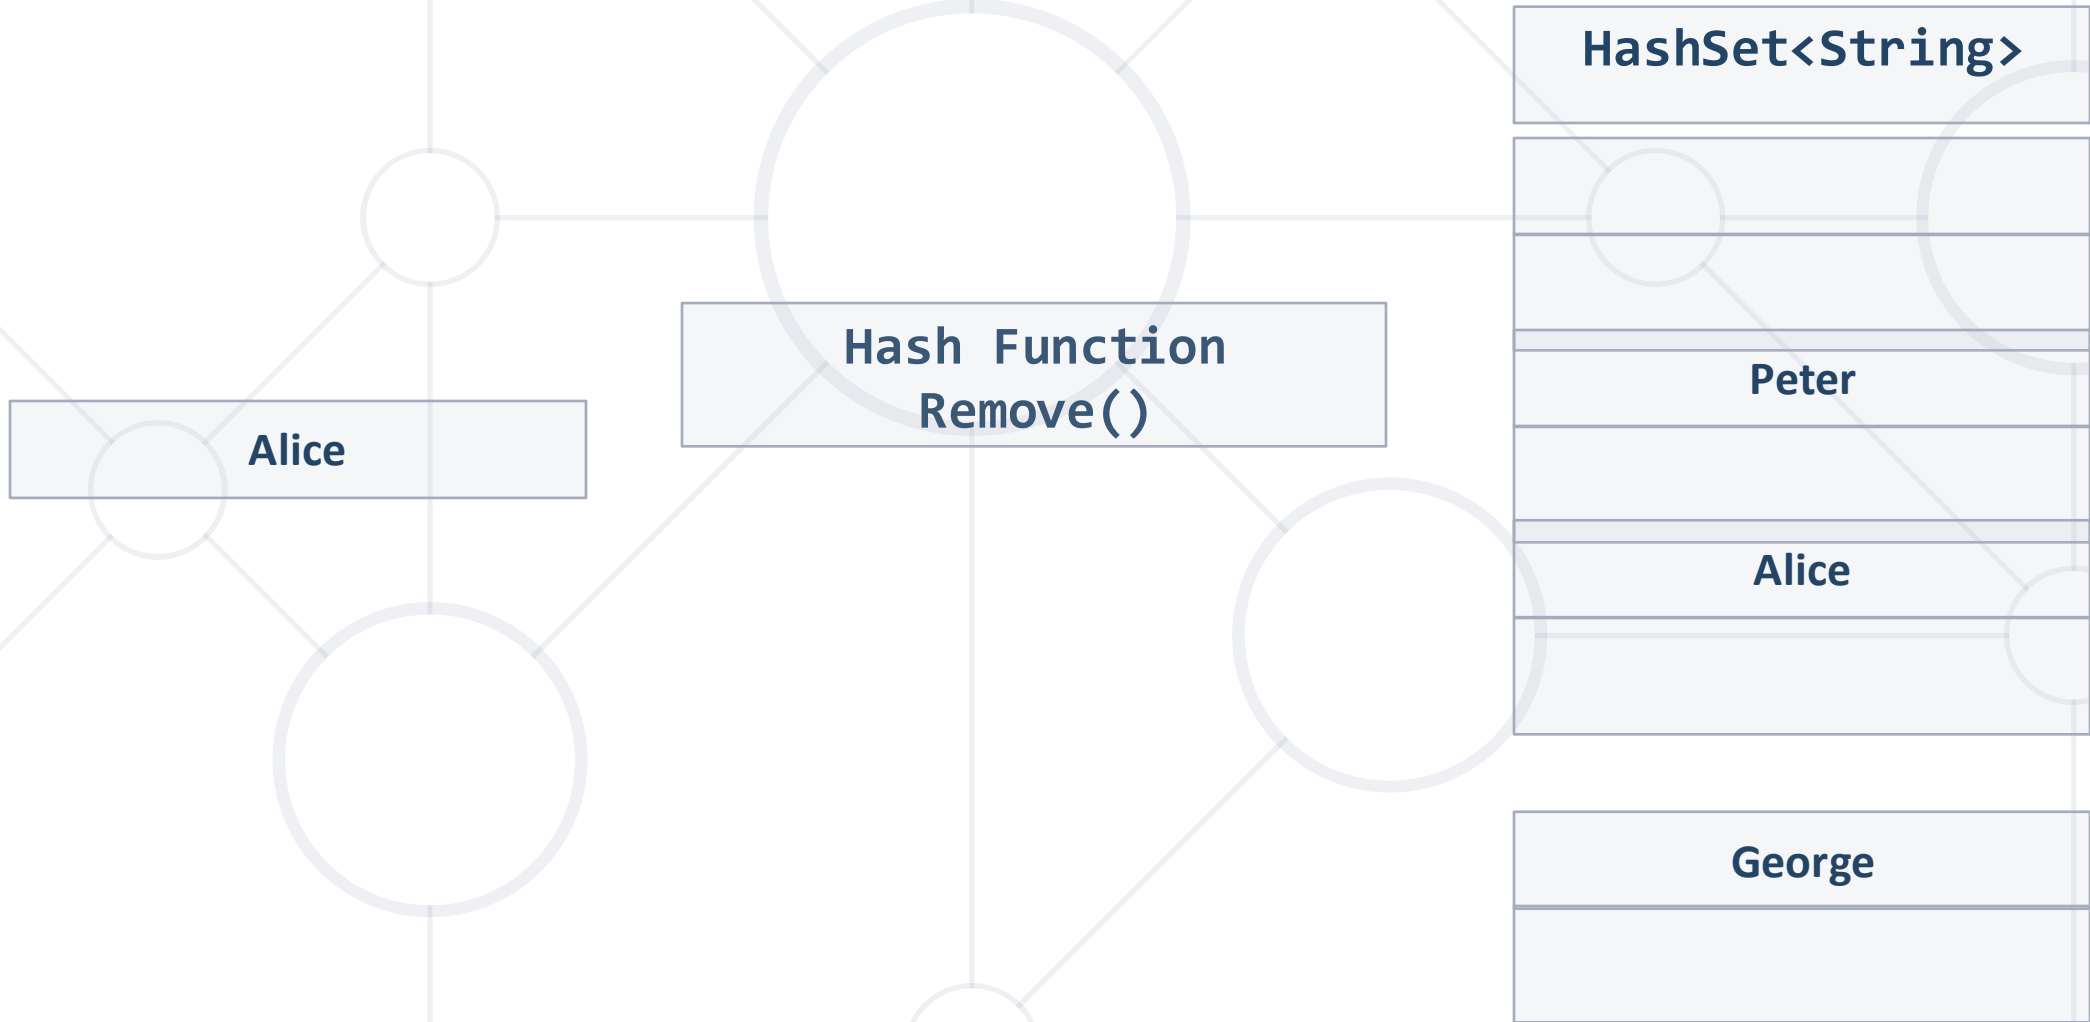 HashSet<String>
Hash Function
Remove()
Peter
Alice
Alice
George